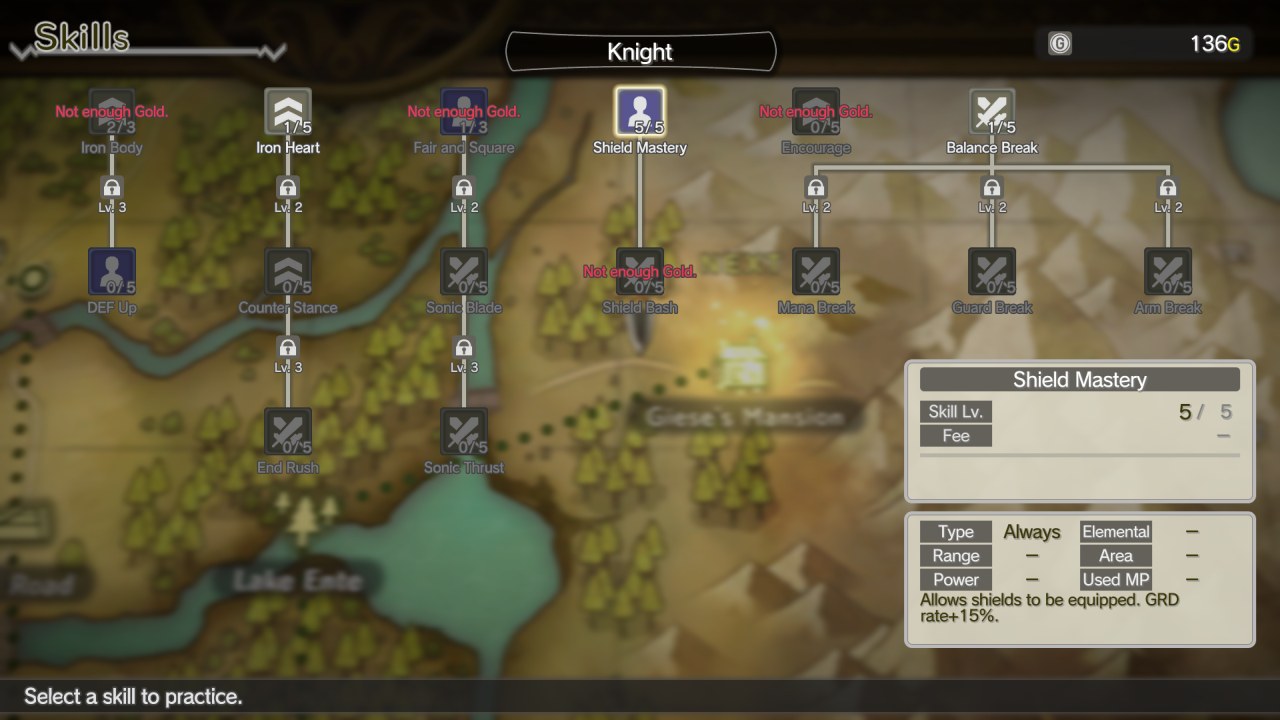 Skills
Knight
136G
Not enough Gold.
2/3
Iron Body
1/5
Iron Heart
Not enough Gold.
1/3
Fair and Square
5/5
Shield Mastery
Not enough Gold.
0/5
Encourage
1/5
Balance Break
Lv. 3
Lv. 2
Lv. 2
Lv. 2
Lv. 2
Lv. 2
0/5
DEF Up
0/5
Counter Stance
0/5
Sonic Blade
Not enough Gold.
0/5
Shield Bash
0/5
Mana Break
0/5
Guard Break
0/5
Arm Break
Lv. 3
Lv. 3
0/5
End Rush
0/5
Sonic Thrust
Giese's Mansion
Lake Ente
Road
Shield Mastery
Skill Lv. 5 / 5
Fee –
Type Always Elemental –
Range – Area –
Power – Used MP –
Allows shields to be equipped. GRD
rate+15%.
Select a skill to practice.